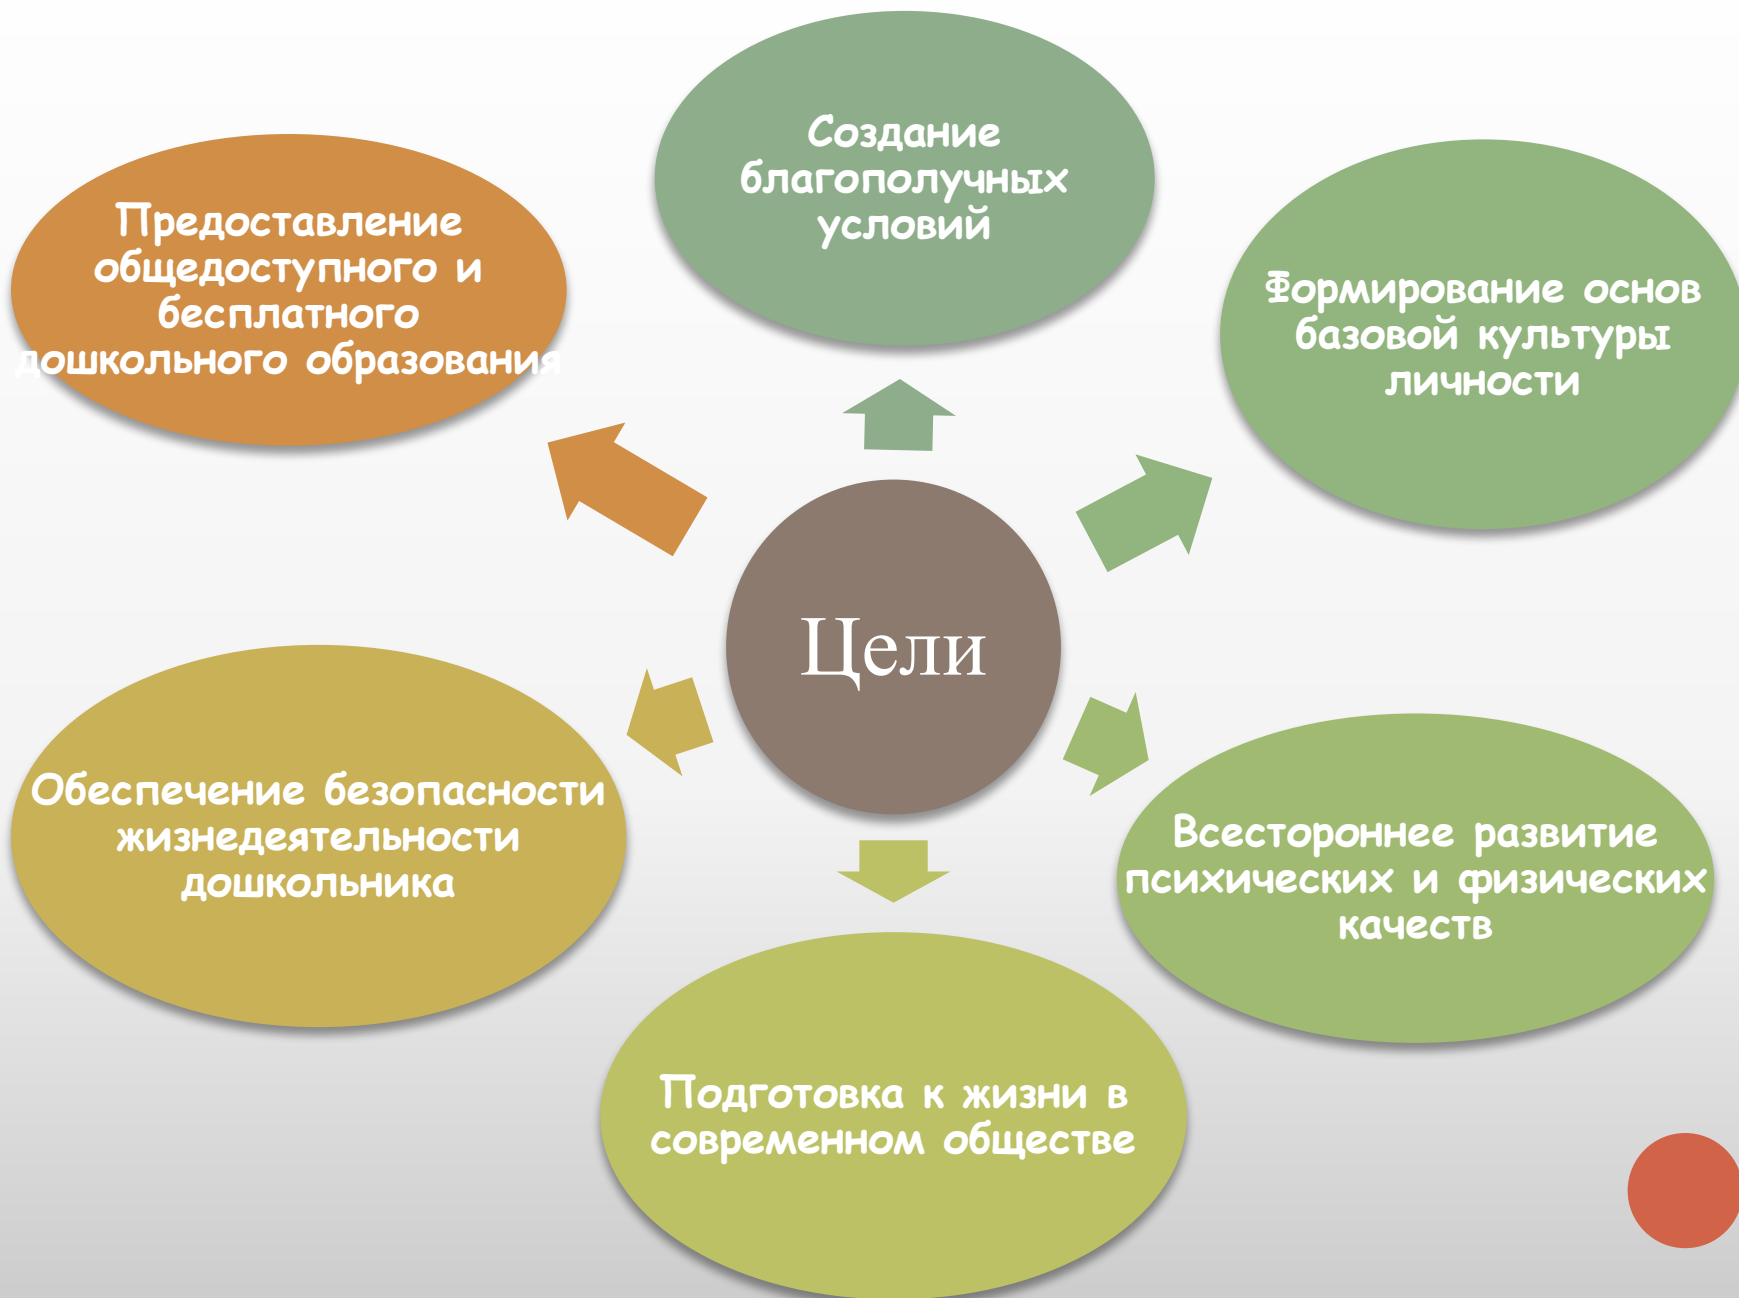 Создание
благополучных
условий
Предоставление
общедоступного и
бесплатного
дошкольного образования
Формирование основ
базовой культуры
личности
Цели
Обеспечение безопасности
жизнедеятельности
дошкольника
Всестороннее развитие
психических и физических
качеств
Подготовка к жизни в
современном обществе